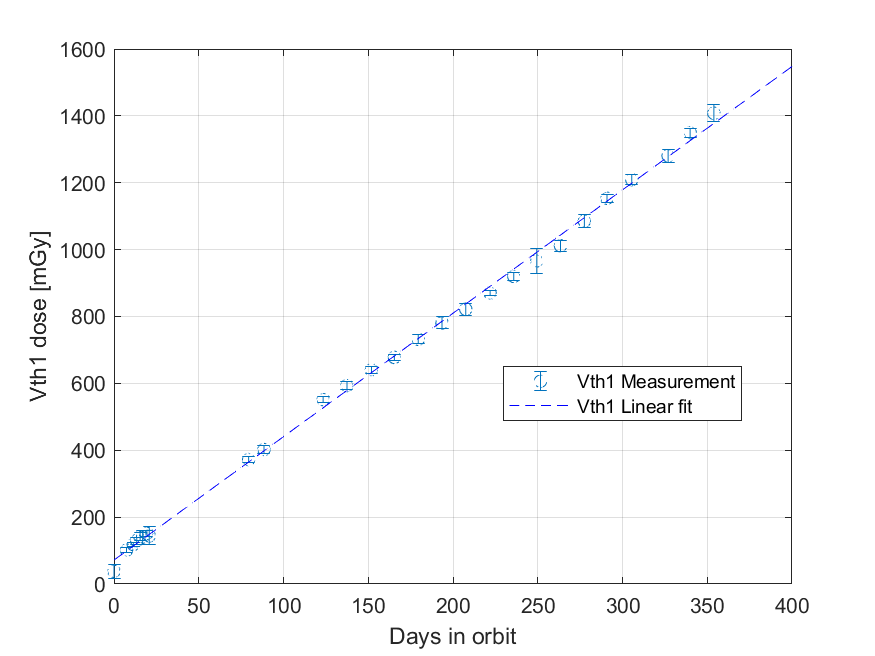 1600
1400
1200
1000
800
600
400
200
0
Vth1 dose [mGy]
Vth1 Measurement
Vth1 Linear fit
0 50 100 150 200 250 300 350 400
Days in orbit